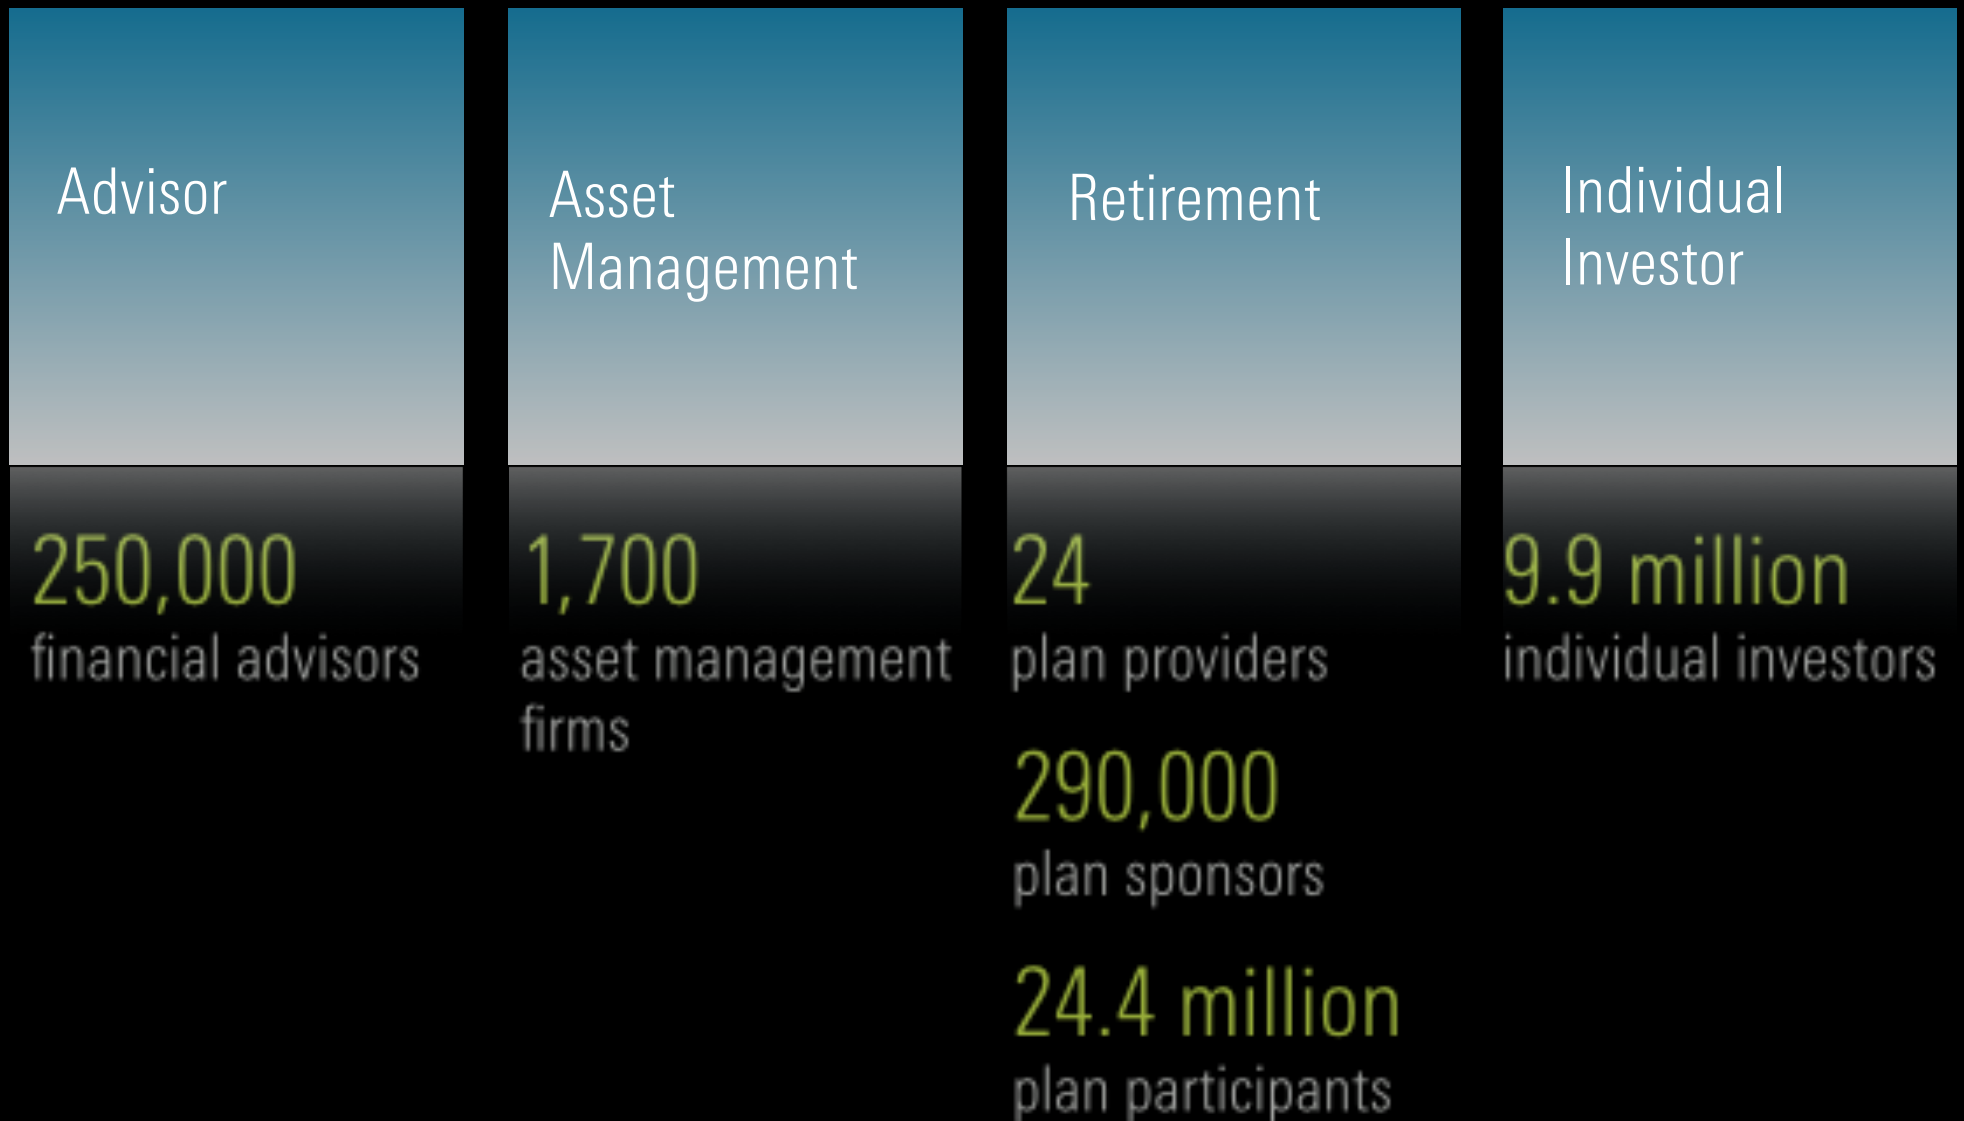 Advisor
250,000
financial advisors
Asset
Management
1,700
asset management
firms
Retirement
24
plan providers
290,000
plan sponsors
24.4 million
plan participants
Individual
Investor
9.9 million
individual investors